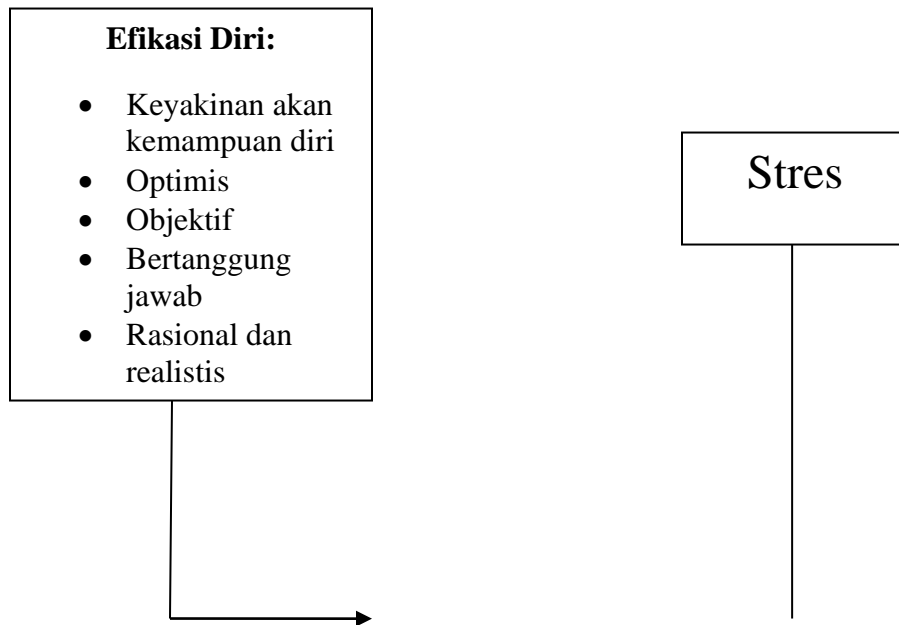 Efikasi Diri:
• Keyakinan akan
kemampuan diri
• Optimis
• Objektif
• Bertanggung
jawab
• Rasional dan
realistis
Stres